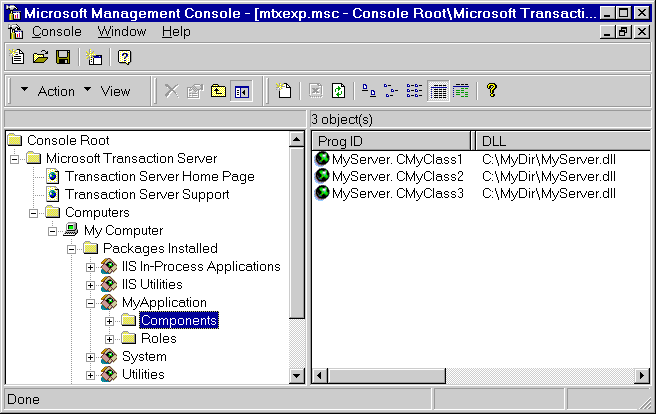 Microsoft Management Console - [mtxexp.msc - Console Root\Microsoft Transacti...
Console Window Help
Action View
3 object(s)
Console Root
Microsoft Transaction Server
Transaction Server Home Page
Transaction Server Support
Computers
My Computer
Packages Installed
IIS In-Process Applications
IIS Utilities
MyApplication
Components
Roles
System
Utilities
Prog ID DLL
MyServer. CMyClass1 C:\MyDir\MyServer.dll
MyServer. CMyClass2 C:\MyDir\MyServer.dll
MyServer. CMyClass3 C:\MyDir\MyServer.dll
Done